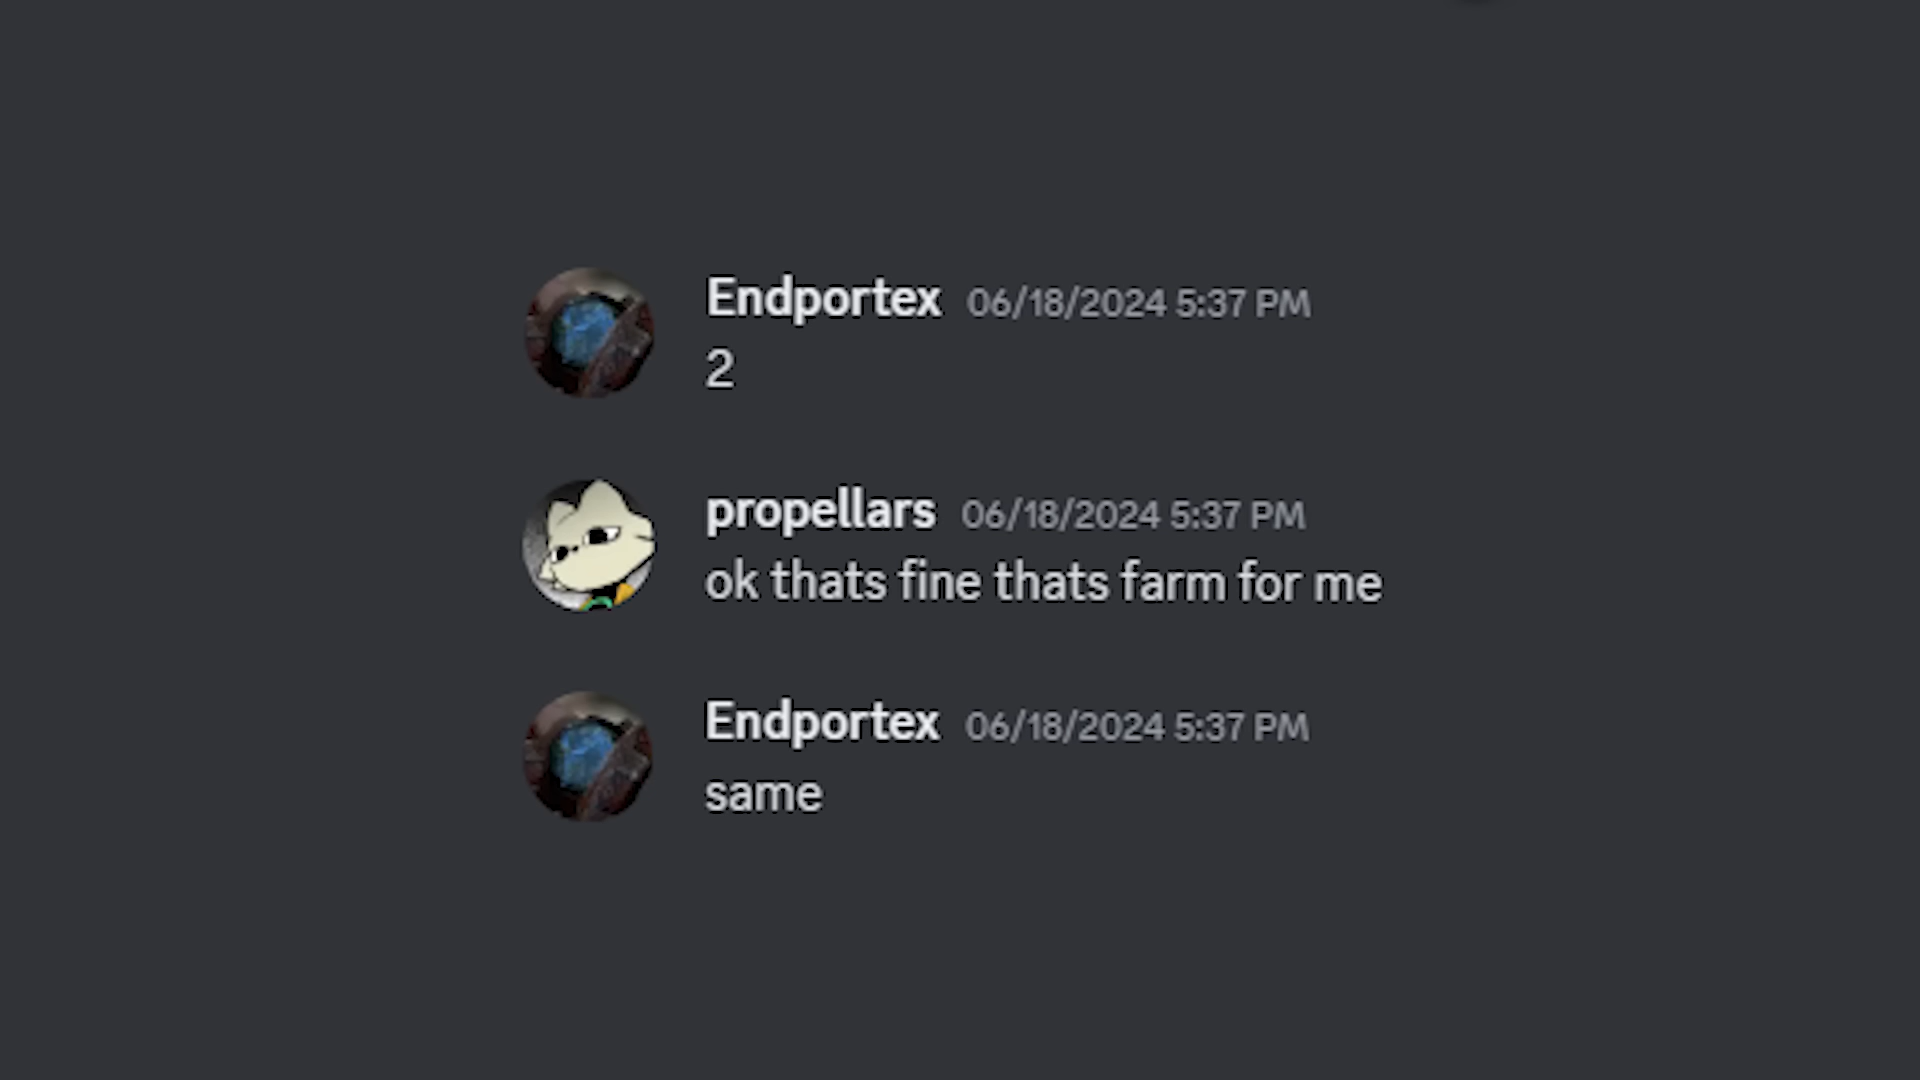 Endportex 06/18/2024 5:37 PM
2
propellars 06/18/2024 5:37 PM
ok thats fine thats farm for me
Endportex 06/18/2024 5:37 PM
same